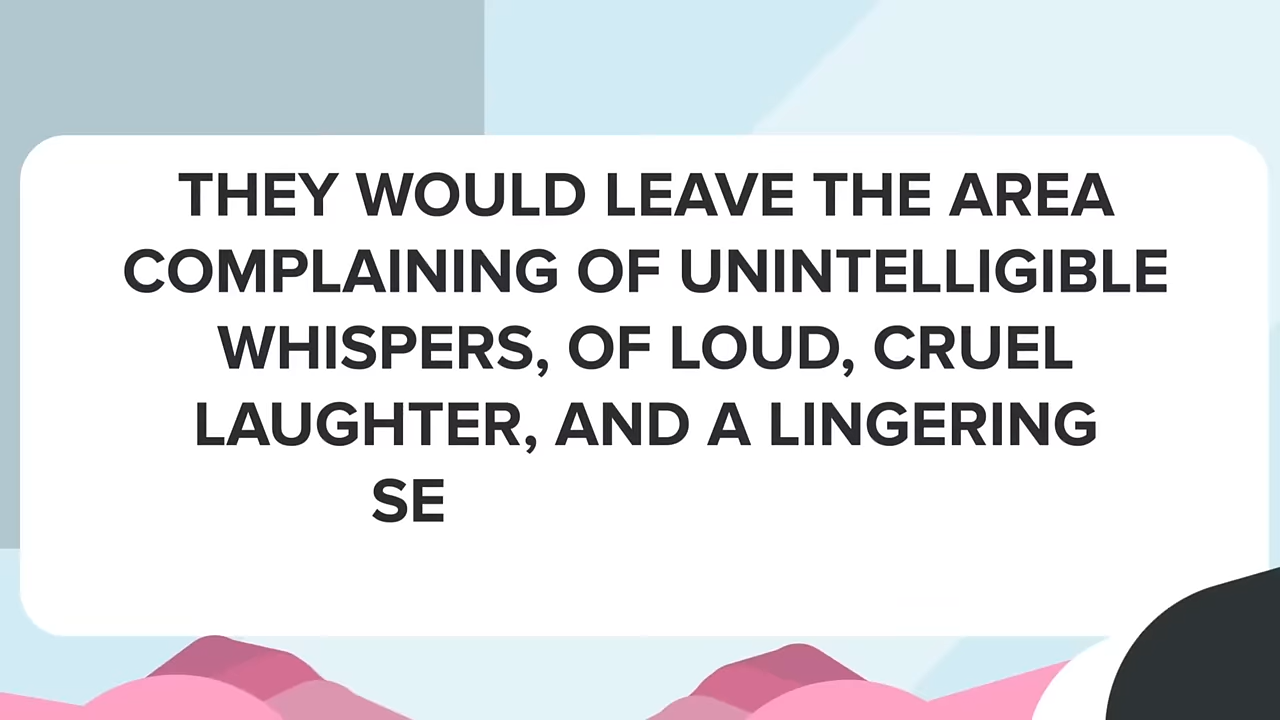 THEY WOULD LEAVE THE AREA
COMPLAINING OF UNINTELLIGIBLE
WHISPERS, OF LOUD, CRUEL
LAUGHTER, AND A LINGERING
SE